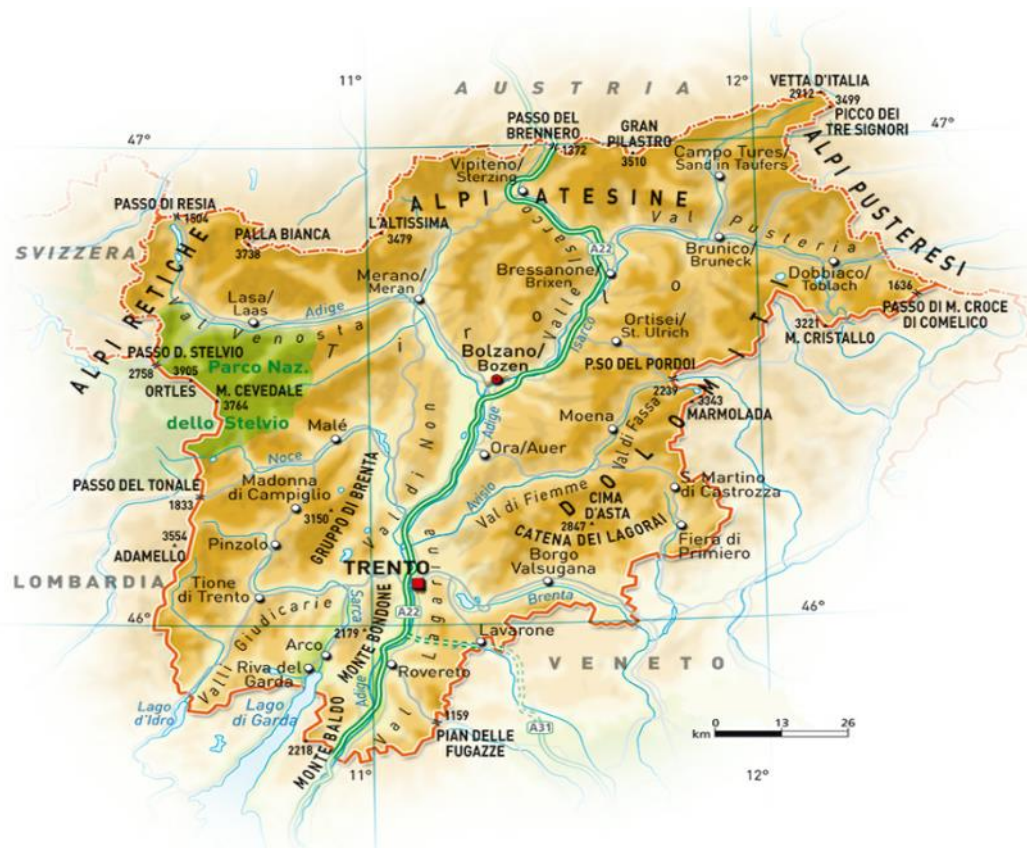 11°
AUSTRIA
12°
VETTA D'ITALIA
2912
3499
PICCO DEI
TRE SIGNORI
47°
PASSO DEL
BRENNERO
1372
GRAN
PILASTRO
3510
47°
Vipiteno/
Sterzing
Campo Tures/
Sand in Taufers
ALPI PUSTERESI
PASSO DI RESIA
1504
ALPI ATESINE
L'ALTISSIMA
3479
PALLA BIANCA
3738
SVIZZERA
Isarco
A22
Val Pusteria
Brunico/
Bruneck
Bressanone/
Brixen
Dobbiaco/
Toblach
1636
PASSO DI M. CROCE
DI COMELICO
Merano/
Meran
Lasa/
Laas
Adige
ALPI RETICHE
Val Venosta
Tirolo
Valle
Isarco
Ortisei/
St. Ulrich
3221
M. CRISTALLO
PASSO D. STELVIO
2758
3905
ORTLES
Parco Naz.
dello Stelvio
M. CEVEDALE
3764
Bolzano/
Bozen
P.SO DEL PORDOI
2239
3343
MARMOLADA
DOLOMITI
Moena
Val di Fassa
Malé
Noce
Val di Non
Adige
Ora/Auer
PASSO DEL TONALE
1833
Madonna
di Campiglio
3150
GRUPPO DI BRENTA
Avisio
Val di Fiemme
CIMA
D'ASTA
2847
CATENA DEI LAGORAI
S. Martino
di Castrozza
3554
ADAMELLO
Pinzolo
Fiera di
Primiero
LOMBARDIA
TRENTO
Borgo
Valsugana
Brenta
Tione
di Trento
Sarca
A22
46°
46°
Valli Giudicarie
2179
MONTE BONDONE
Val Lagarina
Lavarone
VENETO
Arco
Riva del
Garda
Rovereto
Adige
Lago
d'Idro
Lago
di Garda
2218
MONTE BALDO
1159
PIAN DELLE
FUGAZZE
A31
km
0 13 26
11°
12°